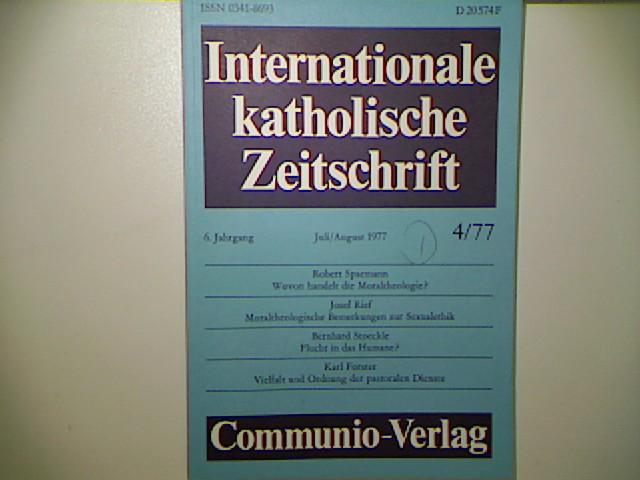 ISSN 0341-8693
D 20574 F
Internationale
katholische
Zeitschrift
6. Jahrgang
Juli/August 1977
4/77
Robert Spaemann
Wovon handelt die Moraltheologie?
Josef Rief
Moraltheologische Bemerkungen zur Sexualethik
Bernhard Stoeckle
Flucht in das Humane?
Karl Forster
Vielfalt und Ordnung der pastoralen Dienste
Communio-Verlag